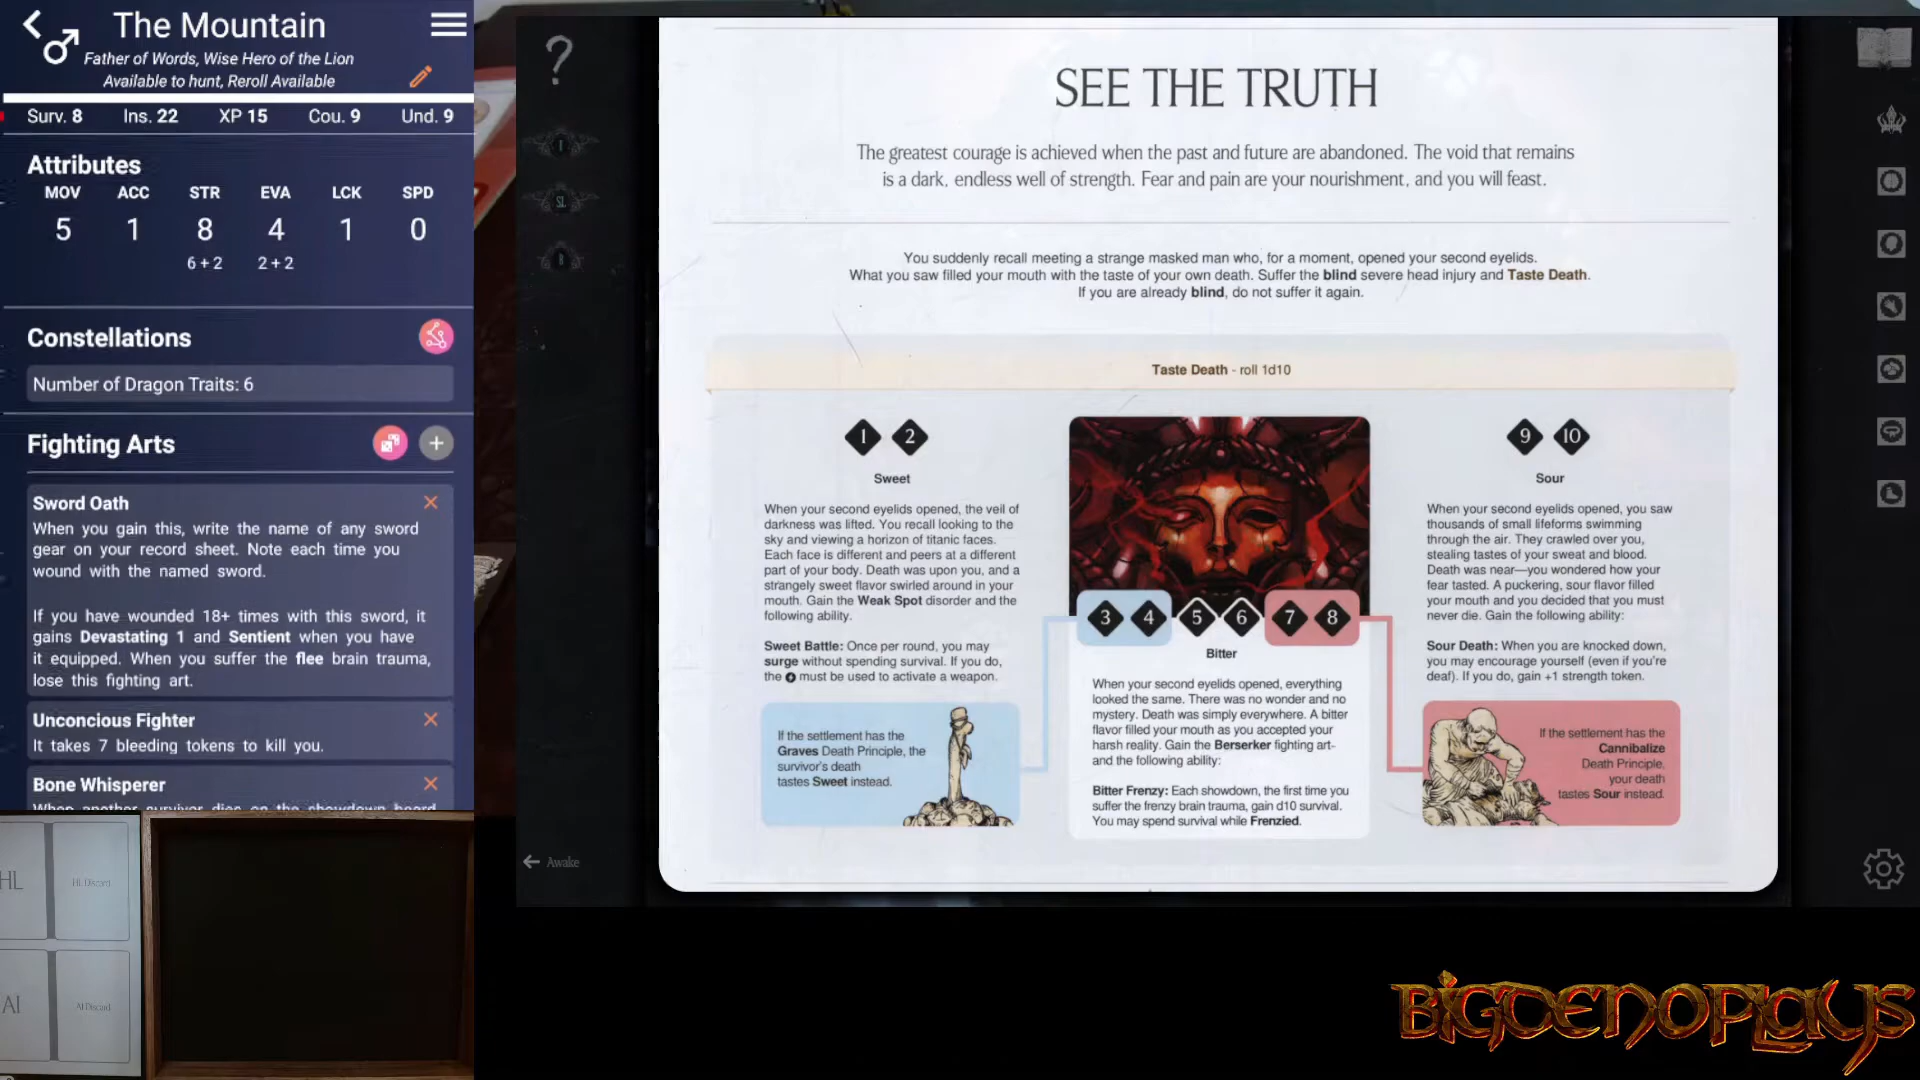 The Mountain
Father of Words, Wise Hero of the Lion
Available to hunt, Reroll Available
Surv. 8 Ins. 22 XP 15 Cou. 9 Und. 9
Attributes
MOV ACC STR EVA LCK SPD
5 1 8 4 1 0
6 + 2 2 + 2
Constellations
Number of Dragon Traits: 6
Fighting Arts
Sword Oath
When you gain this, write the name of any sword
gear on your record sheet. Note each time you
wound with the named sword.
If you have wounded 18+ times with this sword, it
gains Devastating 1 and Sentient when you have
it equipped. When you suffer the flee brain trauma,
lose this fighting art.
Unconcious Fighter
It takes 7 bleeding tokens to kill you.
Bone Whisperer
When another survivor dies on the showdown board
HL
HL Discard
AI
AI Discard
?
SL
Awake
SEE THE TRUTH
The greatest courage is achieved when the past and future are abandoned. The void that remains
is a dark, endless well of strength. Fear and pain are your nourishment, and you will feast.
You suddenly recall meeting a strange masked man who, for a moment, opened your second eyelids.
What you saw filled your mouth with the taste of your own death. Suffer the blind severe head injury and Taste Death.
If you are already blind, do not suffer it again.
Taste Death - roll 1d10
1 2
Sweet
When your second eyelids opened, the veil of
darkness was lifted. You recall looking to the
sky and viewing a horizon of titanic faces.
Each face is different and peers at a different
part of your body. Death was upon you, and a
strangely sweet flavor swirled around in your
mouth. Gain the Weak Spot disorder and the
following ability.
Sweet Battle: Once per round, you may
surge without spending survival. If you do,
the must be used to activate a weapon.
If the settlement has the
Graves Death Principle, the
survivor's death
tastes Sweet instead.
3 4 5 6 7 8
Bitter
When your second eyelids opened, everything
looked the same. There was no wonder and no
mystery. Death was simply everywhere. A bitter
flavor filled your mouth as you accepted your
harsh reality. Gain the Berserker fighting art-
and the following ability:
Bitter Frenzy: Each showdown, the first time you
suffer the frenzy brain trauma, gain d10 survival.
You may spend survival while Frenzied.
9 10
Sour
When your second eyelids opened, you saw
thousands of small lifeforms swimming
through the air. They crawled over you,
stealing tastes of your sweat and blood.
Death was near—you wondered how your
fear tasted. A puckering, sour flavor filled
your mouth and you decided that you must
never die. Gain the following ability:
Sour Death: When you are knocked down,
you may encourage yourself (even if you're
deaf). If you do, gain +1 strength token.
If the settlement has the
Cannibalize
Death Principle,
your death
tastes Sour instead.
BIGDENOPLAYS